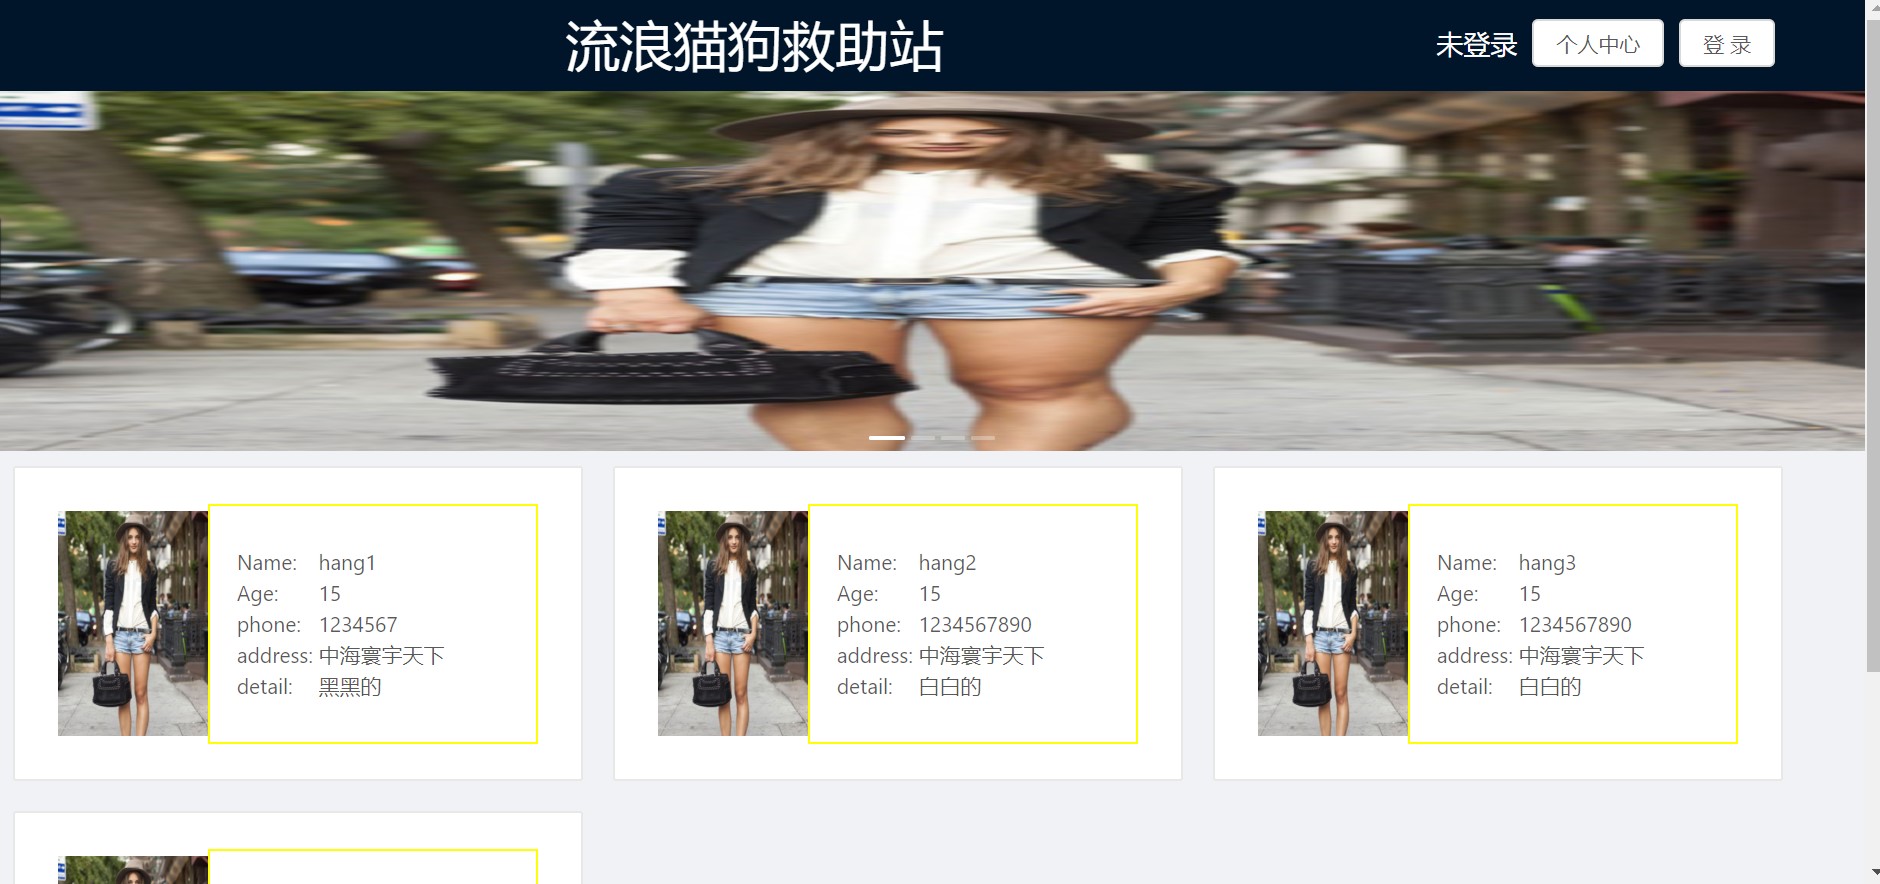 流浪猫狗救助站
未登录 个人中心 登 录
Name: hang1
Age: 15
phone: 1234567
address: 中海寰宇天下
detail: 黑黑的
Name: hang2
Age: 15
phone: 1234567890
address: 中海寰宇天下
detail: 白白的
Name: hang3
Age: 15
phone: 1234567890
address: 中海寰宇天下
detail: 白白的